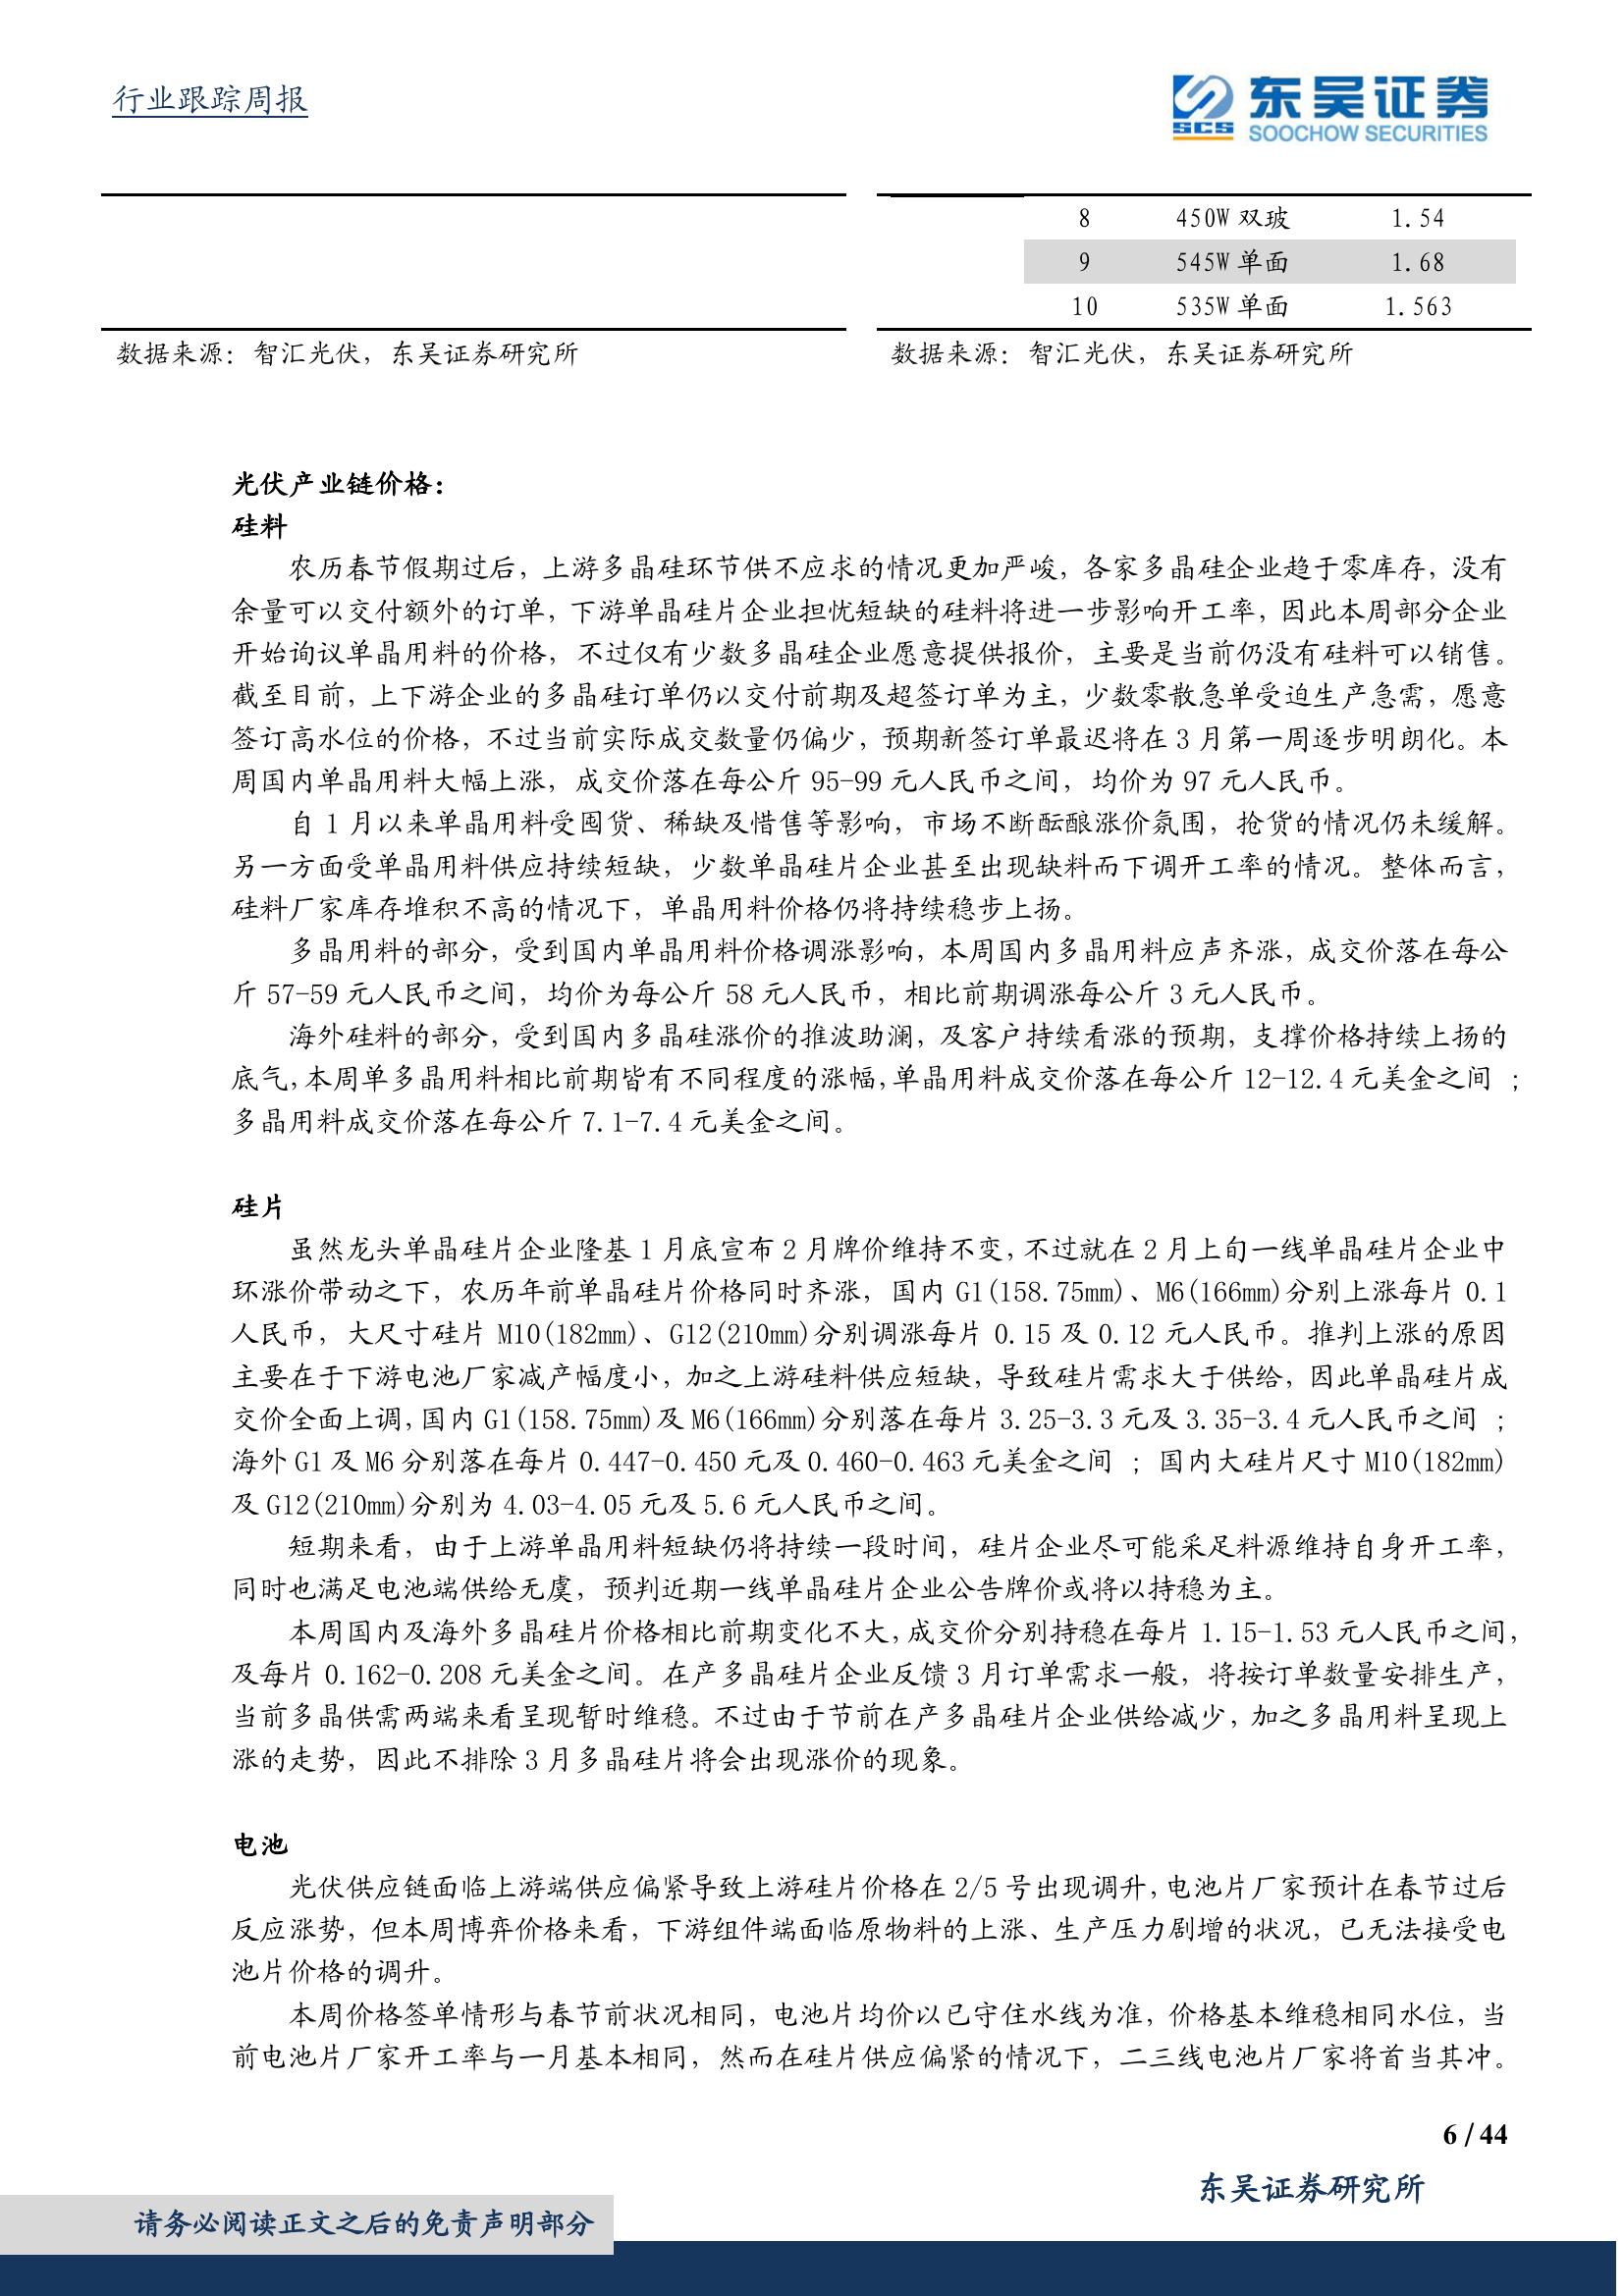 行业跟踪周报
SCS
东吴证券
SOOCHOW SECURITIES
8 450W 双玻 1.54
9 545W 单面 1.68
10 535W 单面 1.563
数据来源：智汇光伏，东吴证券研究所
数据来源：智汇光伏，东吴证券研究所
光伏产业链价格：
硅料
农历春节假期过后，上游多晶硅环节供不应求的情况更加严峻，各家多晶硅企业趋于零库存，没有
余量可以交付额外的订单，下游单晶硅片企业担忧短缺的硅料将进一步影响开工率，因此本周部分企业
开始询议单晶用料的价格，不过仅有少数多晶硅企业愿意提供报价，主要是当前仍没有硅料可以销售。
截至目前，上下游企业的多晶硅订单仍以交付前期及超签订单为主，少数零散急单受迫生产急需，愿意
签订高水位的价格，不过当前实际成交数量仍偏少，预期新签订单最迟将在 3 月第一周逐步明朗化。本
周国内单晶用料大幅上涨，成交价落在每公斤 95-99 元人民币之间，均价为 97 元人民币。
自 1 月以来单晶用料受囤货、稀缺及惜售等影响，市场不断酝酿涨价氛围，抢货的情况仍未缓解。
另一方面受单晶用料供应持续短缺，少数单晶硅片企业甚至出现缺料而下调开工率的情况。整体而言，
硅料厂家库存堆积不高的情况下，单晶用料价格仍将持续稳步上扬。
多晶用料的部分，受到国内单晶用料价格调涨影响，本周国内多晶用料应声齐涨，成交价落在每公
斤 57-59 元人民币之间，均价为每公斤 58 元人民币，相比前期调涨每公斤 3 元人民币。
海外硅料的部分，受到国内多晶硅涨价的推波助澜，及客户持续看涨的预期，支撑价格持续上扬的
底气，本周单多晶用料相比前期皆有不同程度的涨幅，单晶用料成交价落在每公斤 12-12.4 元美金之间 ；
多晶用料成交价落在每公斤 7.1-7.4 元美金之间。
硅片
虽然龙头单晶硅片企业隆基 1 月底宣布 2 月牌价维持不变，不过就在 2 月上旬一线单晶硅片企业中
环涨价带动之下，农历年前单晶硅片价格同时齐涨，国内 G1(158.75mm)、M6(166mm)分别上涨每片 0.1
人民币，大尺寸硅片 M10(182mm)、G12(210mm)分别调涨每片 0.15 及 0.12 元人民币。推判上涨的原因
主要在于下游电池厂家减产幅度小，加之上游硅料供应短缺，导致硅片需求大于供给，因此单晶硅片成
交价全面上调，国内 G1(158.75mm)及 M6(166mm)分别落在每片 3.25-3.3 元及 3.35-3.4 元人民币之间 ；
海外 G1 及 M6 分别落在每片 0.447-0.450 元及 0.460-0.463 元美金之间 ；国内大硅片尺寸 M10(182mm)
及 G12(210mm)分别为 4.03-4.05 元及 5.6 元人民币之间。
短期来看，由于上游单晶用料短缺仍将持续一段时间，硅片企业尽可能采足料源维持自身开工率，
同时也满足电池端供给无虞，预判近期一线单晶硅片企业公告牌价或将以持稳为主。
本周国内及海外多晶硅片价格相比前期变化不大，成交价分别持稳在每片 1.15-1.53 元人民币之间，
及每片 0.162-0.208 元美金之间。在产多晶硅片企业反馈 3 月订单需求一般，将按订单数量安排生产，
当前多晶供需两端来看呈现暂时维稳。不过由于节前在产多晶硅片企业供给减少，加之多晶用料呈现上
涨的走势，因此不排除 3 月多晶硅片将会出现涨价的现象。
电池
光伏供应链面临上游端供应偏紧导致上游硅片价格在 2/5 号出现调升，电池片厂家预计在春节过后
反应涨势，但本周博弈价格来看，下游组件端面临原物料的上涨、生产压力剧增的状况，已无法接受电
池片价格的调升。
本周价格签单情形与春节前状况相同，电池片均价以已守住水线为准，价格基本维稳相同水位，当
前电池片厂家开工率与一月基本相同，然而在硅片供应偏紧的情况下，二三线电池片厂家将首当其冲。
6 / 44
东吴证券研究所
请务必阅读正文之后的免责声明部分